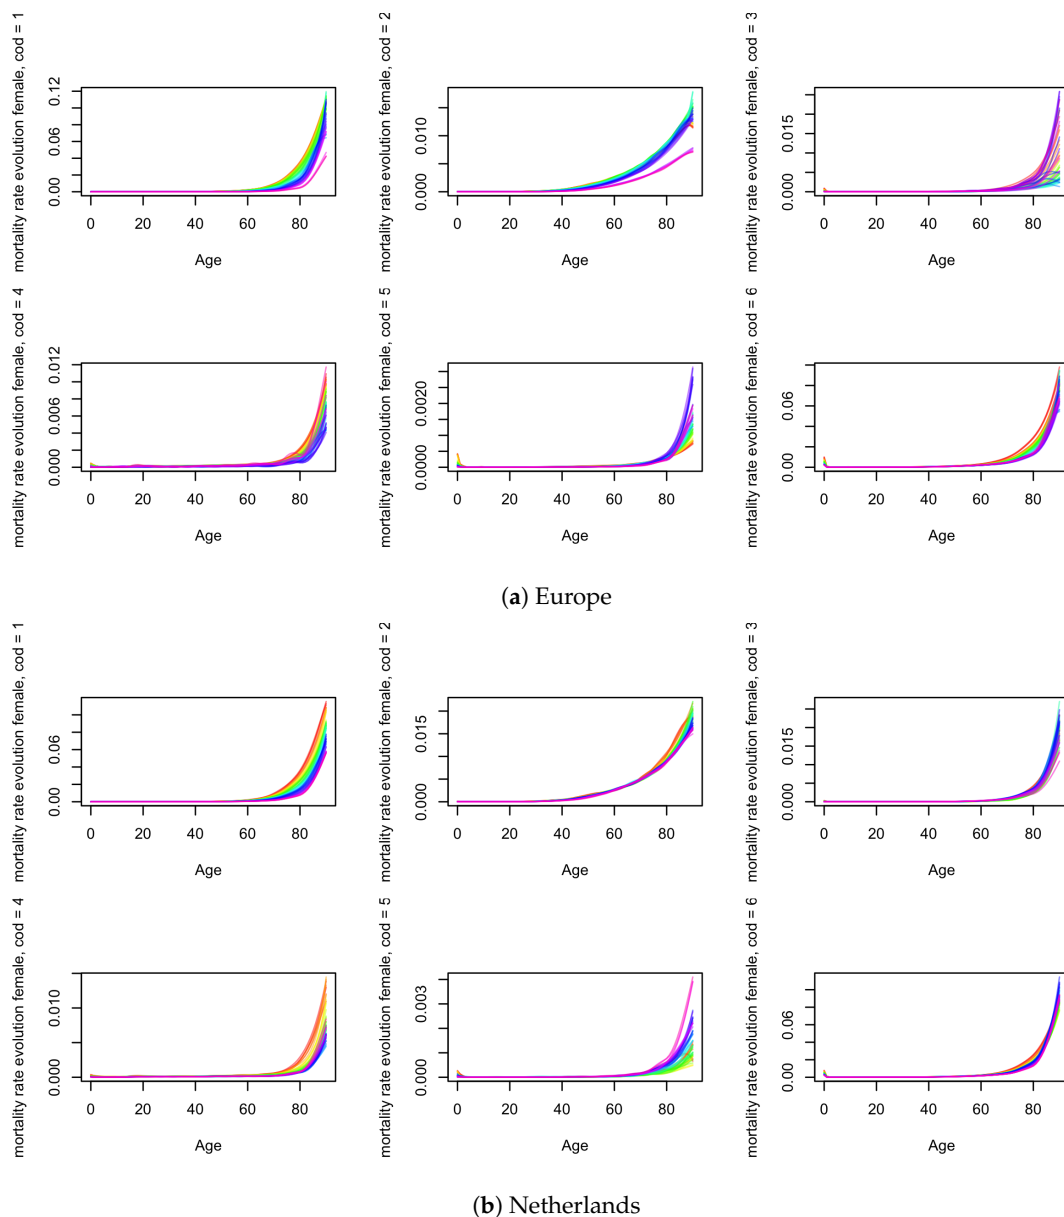 mortality rate evolution female, cod = 1
0.00 0.06 0.12
0 20 40 60 80
Age
mortality rate evolution female, cod = 2
0.000 0.010
0 20 40 60 80
Age
mortality rate evolution female, cod = 3
0.000 0.015
0 20 40 60 80
Age
mortality rate evolution female, cod = 4
0.000 0.006 0.012
0 20 40 60 80
Age
mortality rate evolution female, cod = 5
0.0000 0.0020
0 20 40 60 80
Age
mortality rate evolution female, cod = 6
0.00 0.06
0 20 40 60 80
Age
(a) Europe
mortality rate evolution female, cod = 1
0.00 0.06
0 20 40 60 80
Age
mortality rate evolution female, cod = 2
0.000 0.015
0 20 40 60 80
Age
mortality rate evolution female, cod = 3
0.000 0.015
0 20 40 60 80
Age
mortality rate evolution female, cod = 4
0.000 0.010
0 20 40 60 80
Age
mortality rate evolution female, cod = 5
0.000 0.003
0 20 40 60 80
Age
mortality rate evolution female, cod = 6
0.00 0.06
0 20 40 60 80
Age
(b) Netherlands